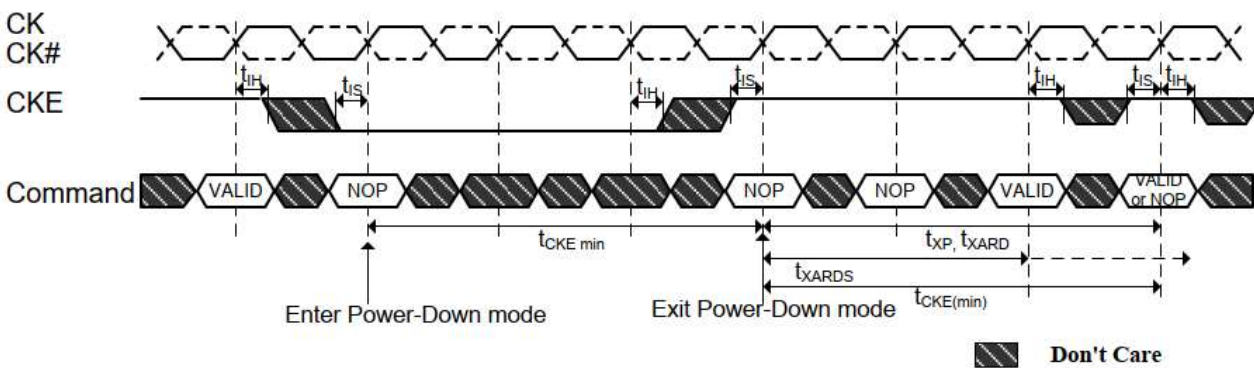 CK
CK#
tIH
tIS
tIH
tIS
tIH
tIS
tIH
CKE
Command
VALID
NOP
NOP
NOP
VALID
VALID
or NOP
tCKE min
tXP, tXARD
tXARDS
tCKE(min)
Enter Power-Down mode
Exit Power-Down mode
Don't Care